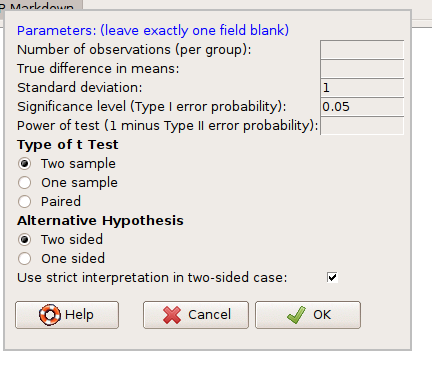 R Markdown
Parameters: (leave exactly one field blank)
Number of observations (per group):
True difference in means:
Standard deviation: 1
Significance level (Type I error probability): 0.05
Power of test (1 minus Type II error probability):
Type of t Test
Two sample
One sample
Paired
Alternative Hypothesis
Two sided
One sided
Use strict interpretation in two-sided case:
Help Cancel OK